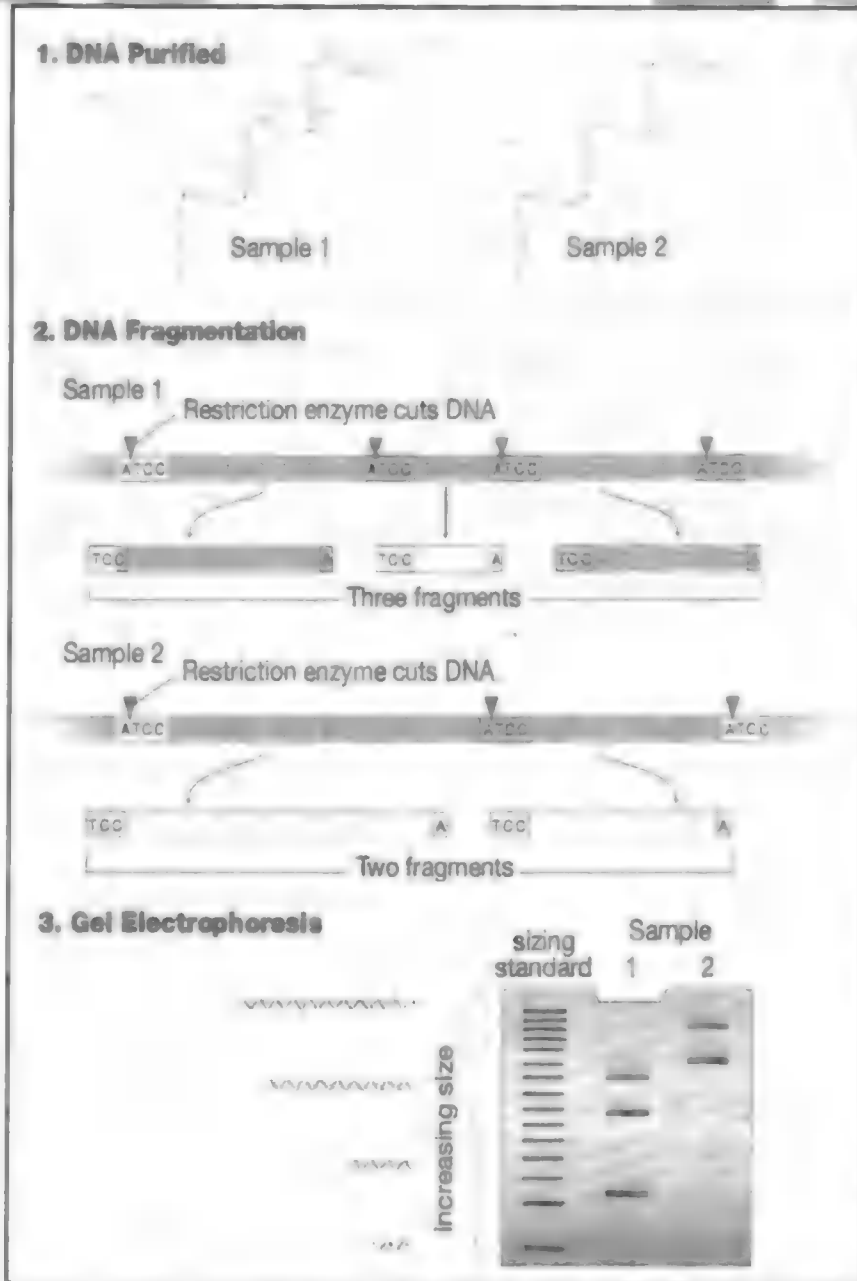 1. DNA Purified
Sample 1 Sample 2
2. DNA Fragmentation
Sample 1
Restriction enzyme cuts DNA
ATCC ATCC ATCC ATCC
TCC A TCC A TCC A
Three fragments
Sample 2
Restriction enzyme cuts DNA
ATCC ATCC ATCC
TCC A TCC A
Two fragments
3. Gel Electrophoresis
sizing standard
Sample
1 2
increasing size